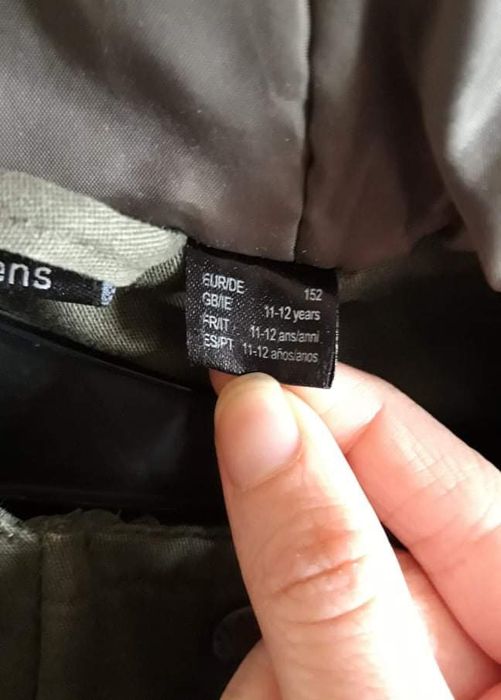 ens
EUR/DE 152
GB/IE 11-12 years
FR/IT 11-12 ans/anni
ES/PT 11-12 años/anos